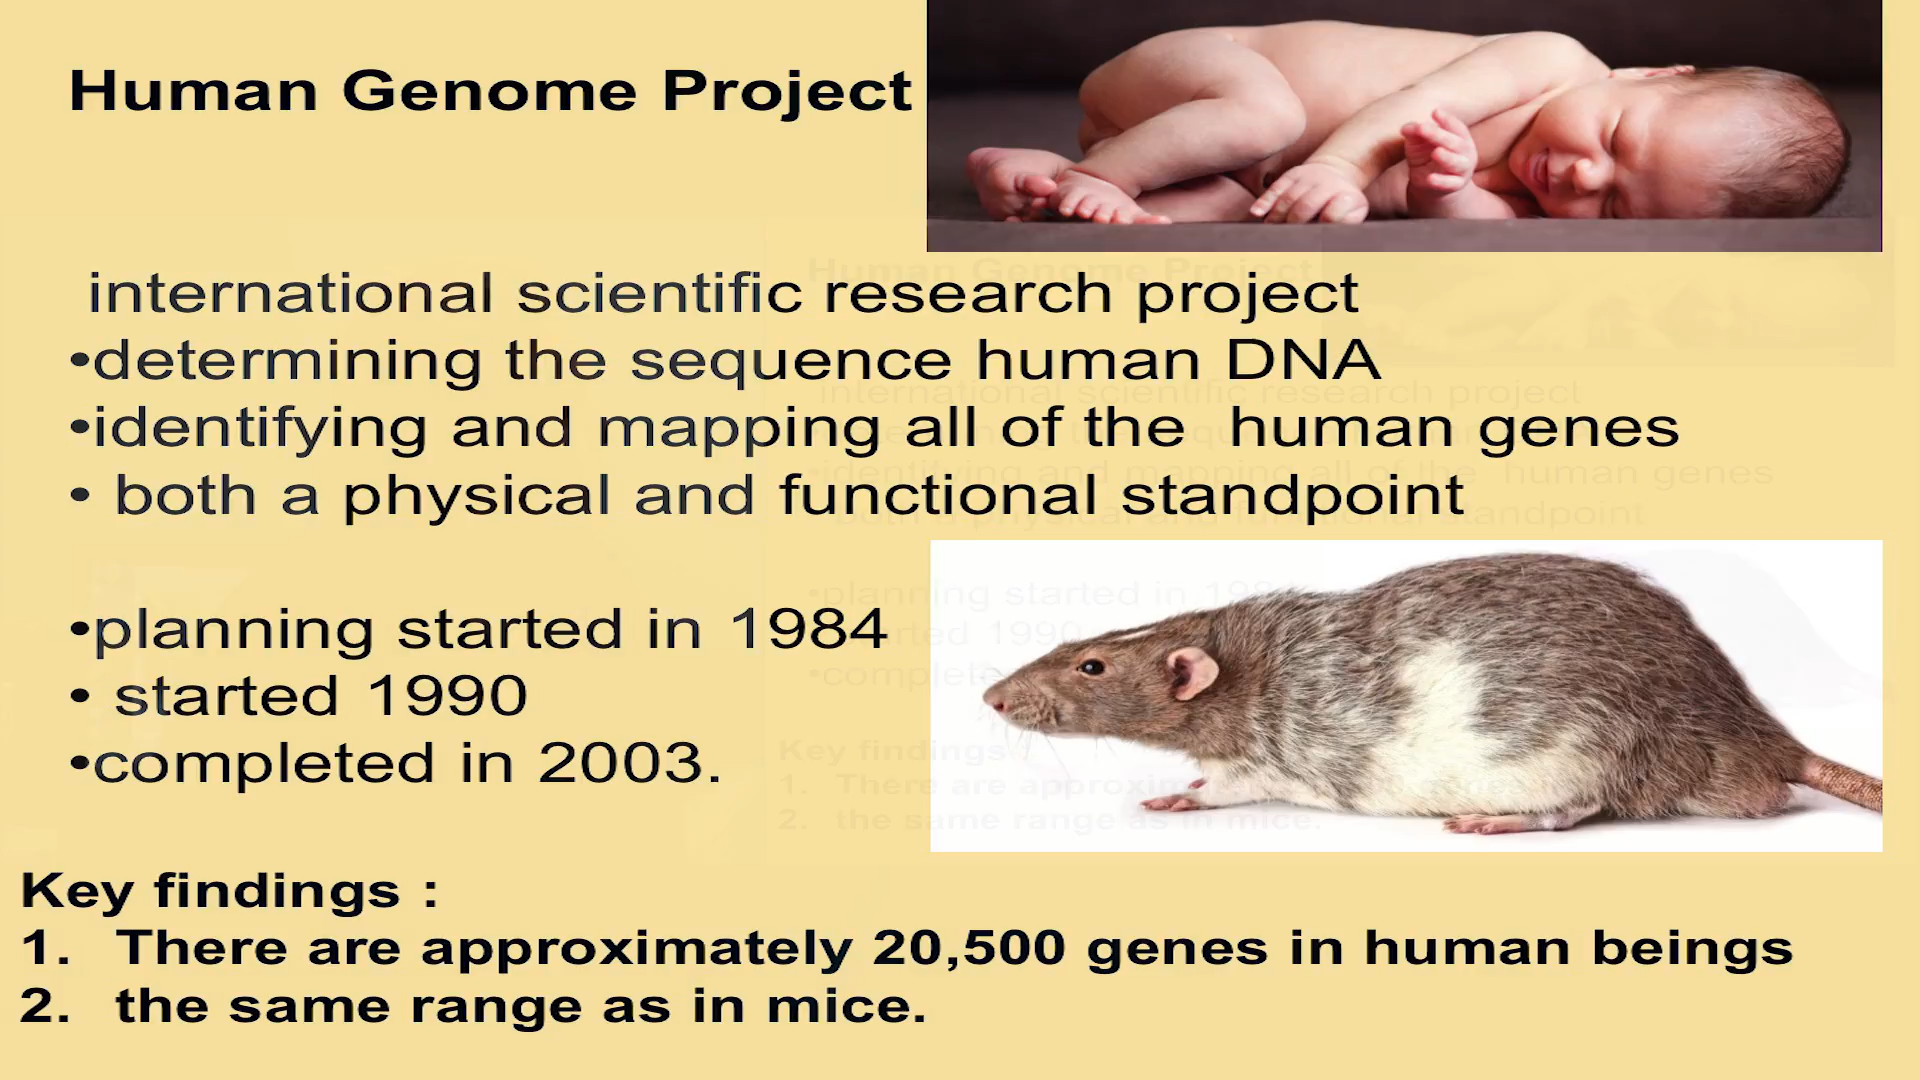 Human Genome Project
international scientific research project
•determining the sequence human DNA
•identifying and mapping all of the human genes
• both a physical and functional standpoint
•planning started in 1984
• started 1990
•completed in 2003.
Key findings :
1. There are approximately 20,500 genes in human beings
2. the same range as in mice.